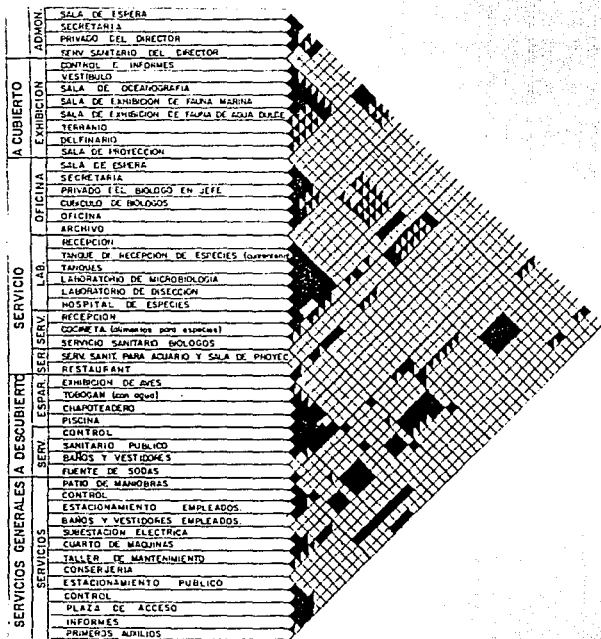 ADMON.
SALA DE ESPERA
SECRETARIA
PRIVADO DEL DIRECTOR
SERV. SANITARIO DEL DIRECTOR
A CUBIERTO
EXHIBICION
CONTROL E INFORMES
VESTIBULO
SALA DE OCEANOGRAFIA
SALA DE EXHIBICION DE FAUNA MARINA
SALA DE EXHIBICION DE FAUNA DE AGUA DULCE
TERRARIO
DELFINARIO
SALA DE PROYECCION
SERVICIO
OFICINA
SALA DE ESPERA
SECRETARIA
PRIVADO DEL BIOLOGO EN JEFE
CUBICULO DE BIOLOGOS
OFICINA
ARCHIVO
LAB.
RECEPCION
TANQUE DE RECEPCION DE ESPECIES
TANQUES
LABORATORIO DE MICROBIOLOGIA
LABORATORIO DE DISECCION
HOSPITAL DE ESPECIES
SERV.
RECEPCION
COCINETA (alimentos para especies)
SERVICIO SANITARIO BIOLOGOS
SER.
SERV. SANIT. PARA ACUARIO Y SALA DE PROYEC
A DESCUBIERTO
ESPAR.
RESTAURANT
EXHIBICION DE AVES
TOBOGAN (con agua)
CHAPOTEADERO
PISCINA
SERV
CONTROL
SANITARIO PUBLICO
BAÑOS Y VESTIDORES
FUENTE DE SODAS
SERVICIOS GENERALES
SERVICIOS
PATIO DE MANIOBRAS
CONTROL
ESTACIONAMIENTO EMPLEADOS.
BAÑOS Y VESTIDORES EMPLEADOS.
SUBESTACION ELECTRICA
CUARTO DE MAQUINAS
TALLER DE MANTENIMIENTO
CONSERJERIA
ESTACIONAMIENTO PUBLICO
CONTROL
PLAZA DE ACCESO
INFORMES
PRIMEROS AUXILIOS